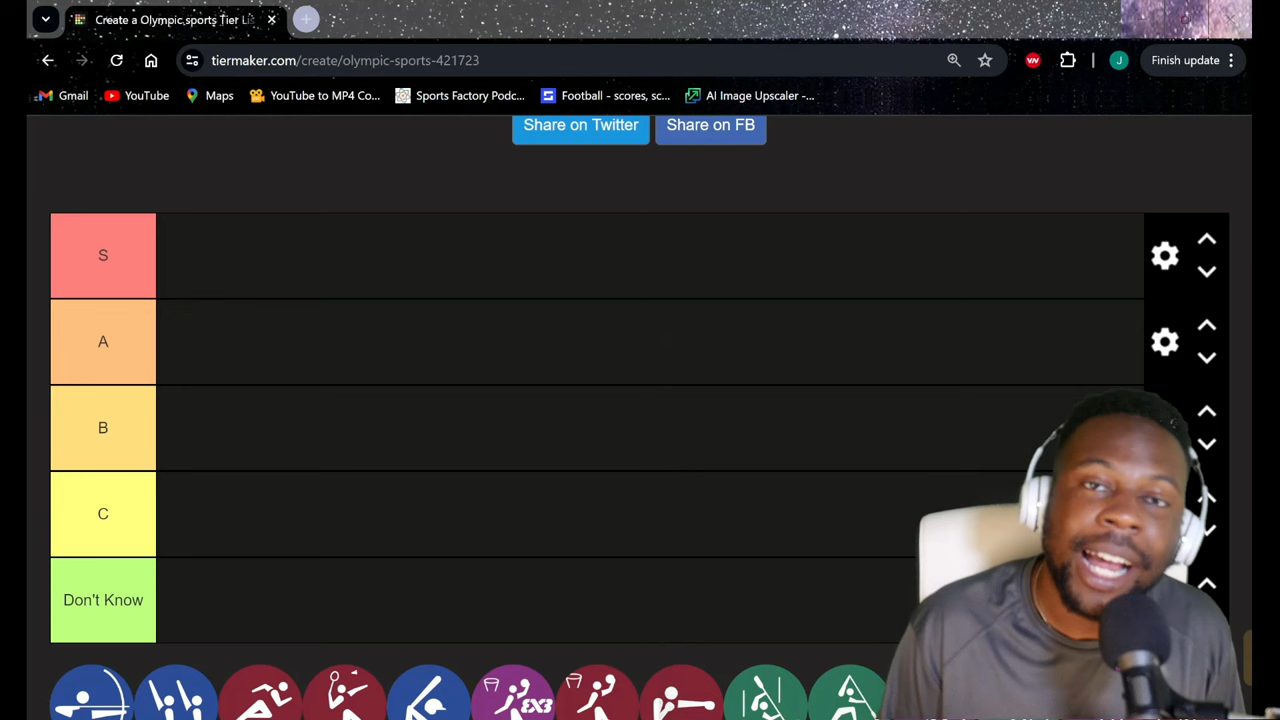 Create a Olympic sports Tier Li
tiermaker.com/create/olympic-sports-421723
J
Finish update
Gmail
YouTube
Maps
YouTube to MP4 Co...
Sports Factory Podc...
Football - scores, sc...
AI Image Upscaler -...
Share on Twitter
Share on FB
S
A
B
C
Don't Know
3X3